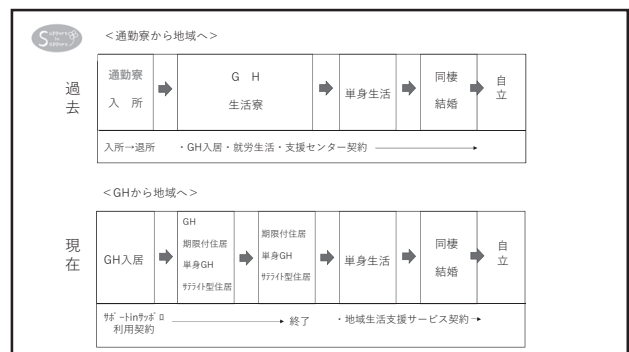 Support in Sapporo
＜通勤寮から地域へ＞
過去
通勤寮
入　所
ＧＨ
生活寮
単身生活
同棲
結婚
自立
入所→退所　・GH入居・就労生活・支援センター契約
＜GHから地域へ＞
現在
GH入居
GH
期限付住居
単身GH
ｻﾃﾗｲﾄ型住居
期限付住居
単身GH
ｻﾃﾗｲﾄ型住居
単身生活
同棲
結婚
自立
ｻﾎﾟｰﾄinｻｯﾎﾟﾛ
利用契約
終了
・地域生活支援サービス契約